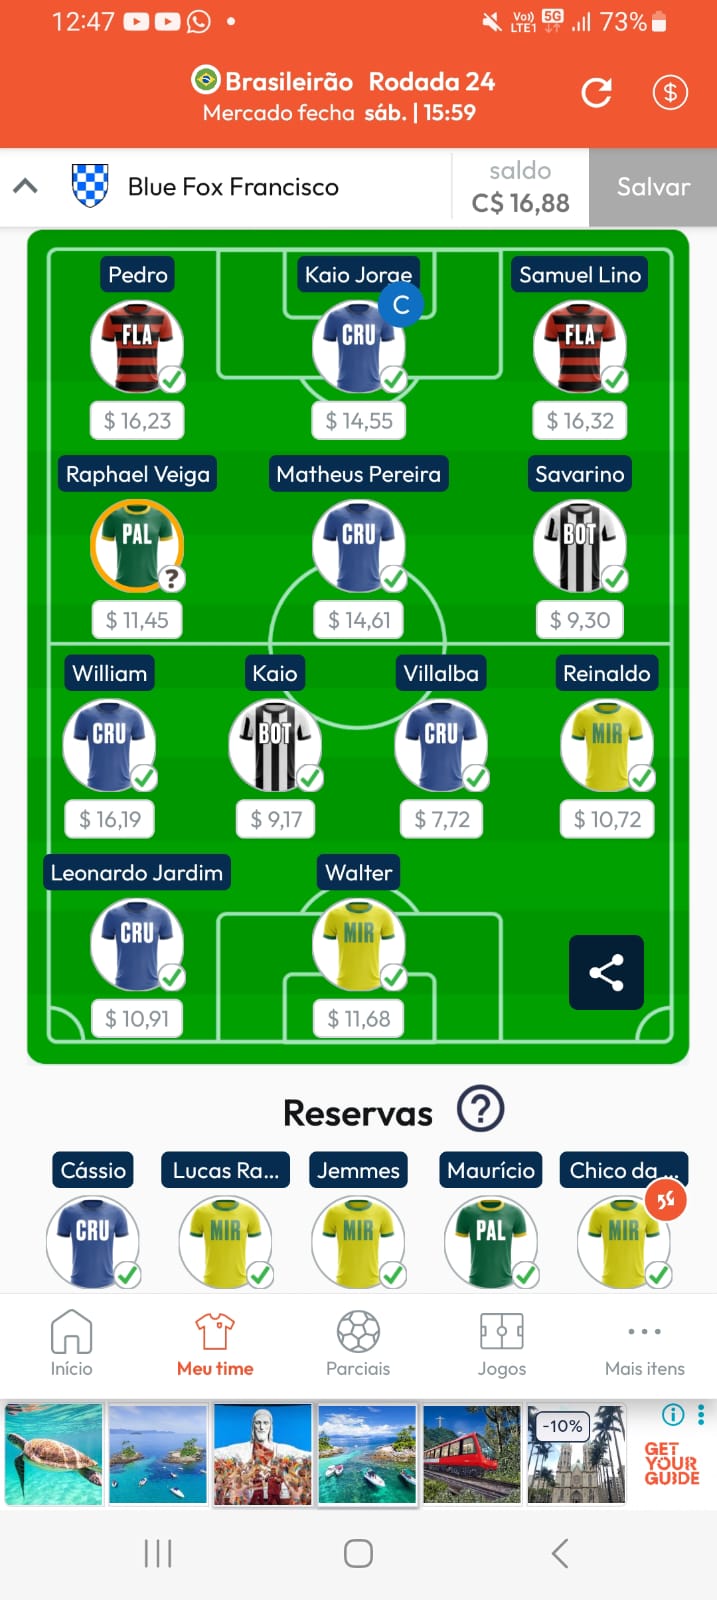 12:47
Vo)) LTE1 5G 73%
Brasileirão Rodada 24
Mercado fecha sáb. | 15:59
$
Blue Fox Francisco
saldo
C$ 16,88
Salvar
Pedro Kaio Jorge Samuel Lino
C
FLA CRU FLA
$ 16,23 $ 14,55 $ 16,32
Raphael Veiga Matheus Pereira Savarino
PAL CRU BOT
?
$ 11,45 $ 14,61 $ 9,30
William Kaio Villalba Reinaldo
CRU BOT CRU MIR
$ 16,19 $ 9,17 $ 7,72 $ 10,72
Leonardo Jardim Walter
CRU MIR
$ 10,91 $ 11,68
Reservas ?
Cássio Lucas Ra... Jemmes Maurício Chico da ...
CRU MIR MIR PAL MIR
Início Meu time Parciais Jogos Mais itens
-10%
GET
YOUR
GUIDE